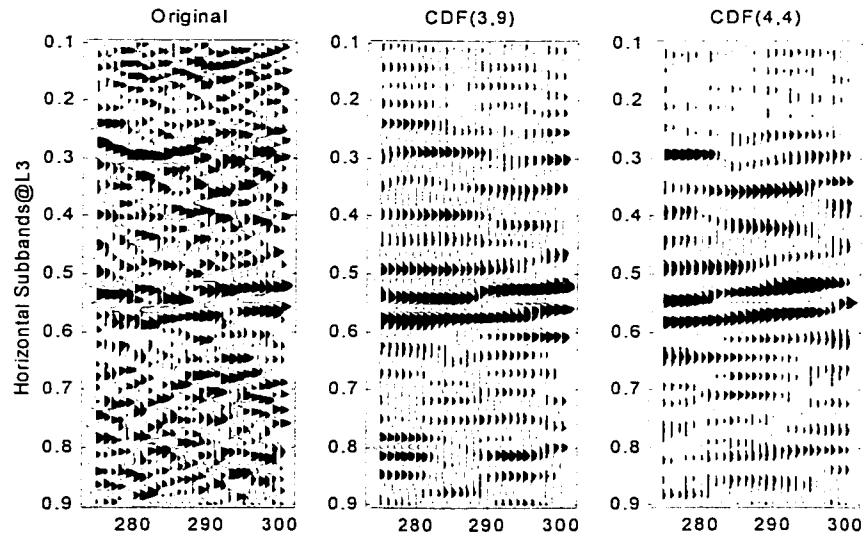 Original CDF(3,9) CDF(4,4)
Horizontal Subbands@L3
0.1 0.1 0.1
0.2 0.2 0.2
0.3 0.3 0.3
0.4 0.4 0.4
0.5 0.5 0.5
0.6 0.6 0.6
0.7 0.7 0.7
0.8 0.8 0.8
0.9 0.9 0.9
280 290 300 280 290 300 280 290 300